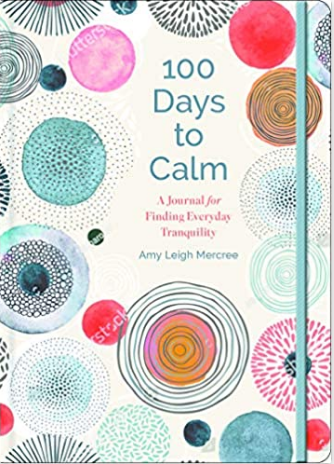 100
Days
to
Calm
A Journal for
Finding Everyday
Tranquility
Amy Leigh Mercree